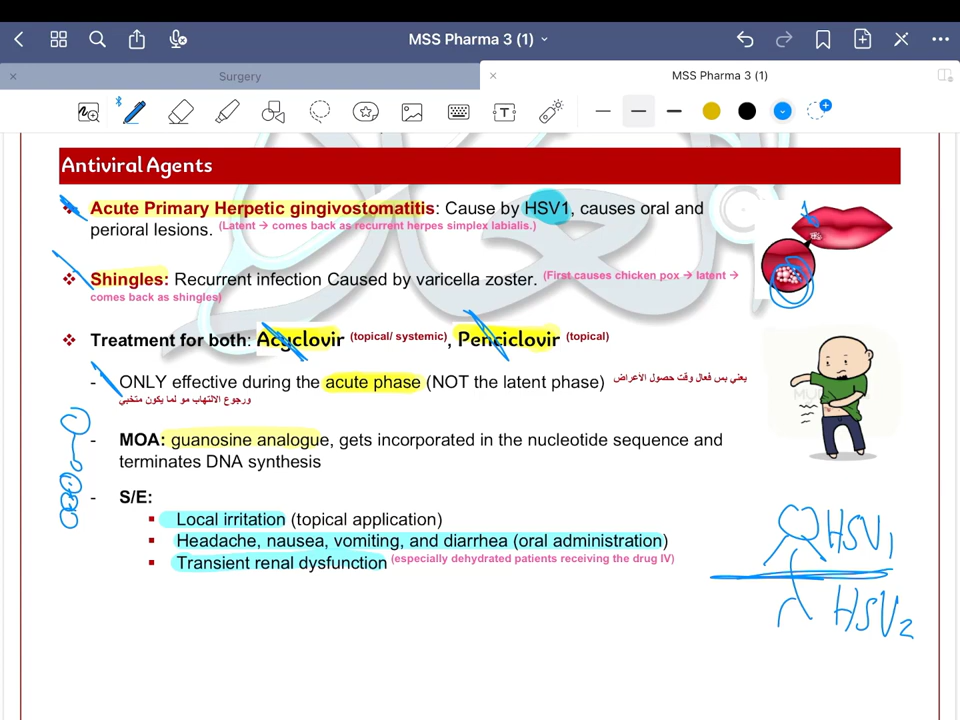 MSS Pharma 3 (1)
Surgery
MSS Pharma 3 (1)
Antiviral Agents
Acute Primary Herpetic gingivostomatitis: Cause by HSV1, causes oral and
perioral lesions. (Latent → comes back as recurrent herpes simplex labialis.)
Shingles: Recurrent infection Caused by varicella zoster. (First causes chicken pox → latent →
comes back as shingles)
Treatment for both: Acyclovir (topical/ systemic), Penciclovir (topical)
- ONLY effective during the acute phase (NOT the latent phase) يعني بس فعال وقت حصول الأعراض
ورجوع الالتهاب مو لما يكون متخبي
- MOA: guanosine analogue, gets incorporated in the nucleotide sequence and
terminates DNA synthesis
- S/E:
Local irritation (topical application)
Headache, nausea, vomiting, and diarrhea (oral administration)
Transient renal dysfunction (especially dehydrated patients receiving the drug IV)
HSV1
HSV2